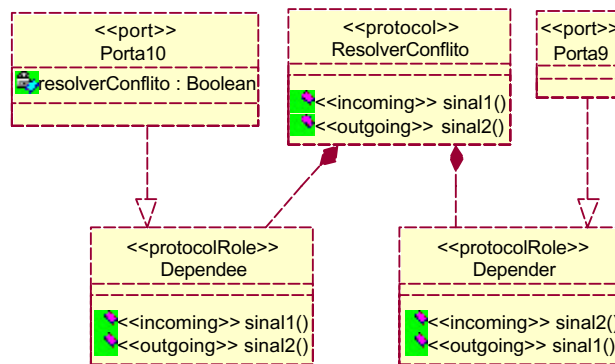 <<port>>
Porta10
resolverConflito : Boolean
<<protocol>>
ResolverConflito
<<incoming>> sinal1()
<<outgoing>> sinal2()
<<port>>
Porta9
<<protocolRole>>
Dependee
<<incoming>> sinal1()
<<outgoing>> sinal2()
<<protocolRole>>
Depender
<<incoming>> sinal2()
<<outgoing>> sinal1()